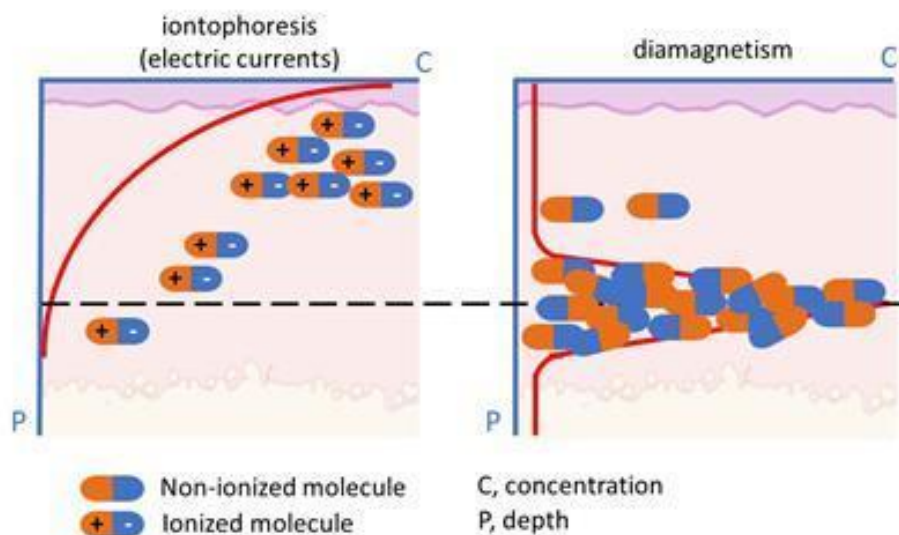 iontophoresis
(electric currents)
C
diamagnetism
C
+ -
+ -
+ -
+ -
+ -
+ -
+ -
+ -
+ -
P
P
Non-ionized molecule
+ - Ionized molecule
C, concentration
P, depth